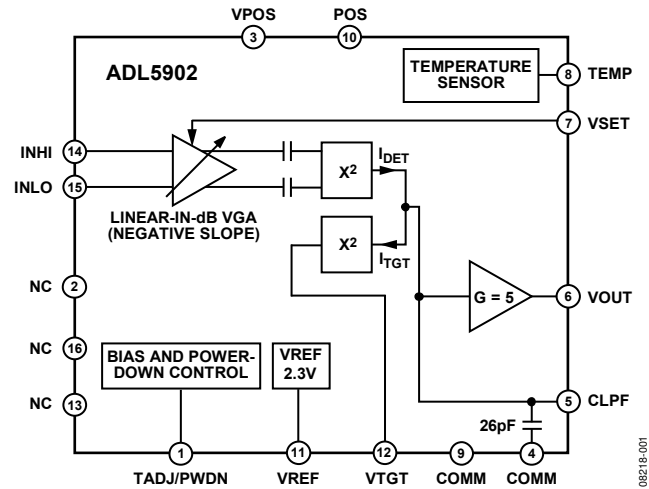 VPOS
3
POS
10
ADL5902
TEMPERATURE
SENSOR
8 TEMP
7 VSET
INHI 14
INLO 15
X2
IDET
LINEAR-IN-dB VGA
(NEGATIVE SLOPE)
X2
ITGT
NC 2
G = 5
6 VOUT
NC 16
BIAS AND POWER-
DOWN CONTROL
VREF
2.3V
NC 13
5 CLPF
26pF
1
11
12
9
4
TADJ/PWDN
VREF
VTGT
COMM
COMM
08218-001